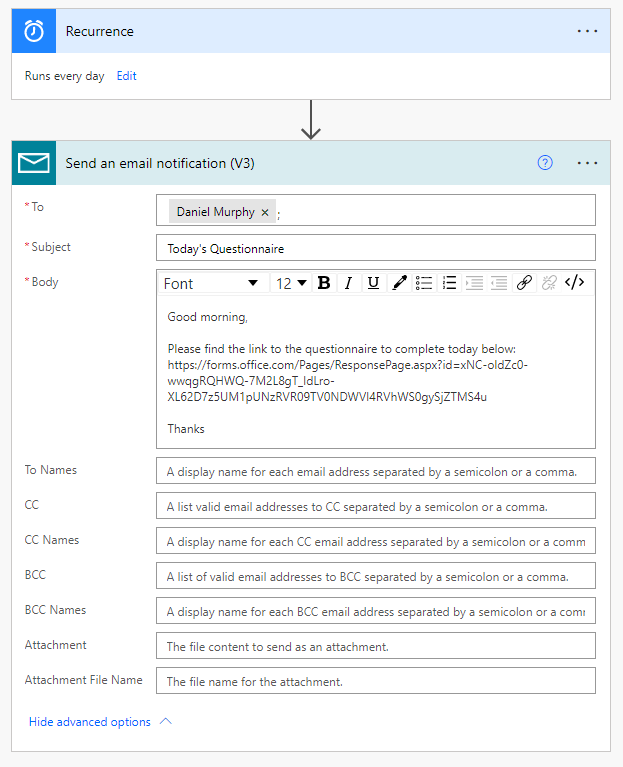 Recurrence
Runs every day Edit
Send an email notification (V3)
* To
Daniel Murphy × ;
* Subject
Today's Questionnaire
* Body
Font 12 B I U </>
Good morning,
Please find the link to the questionnaire to complete today below:
https://forms.office.com/Pages/ResponsePage.aspx?id=xNC-oldZc0-
wwqgRQHWQ-7M2L8gT_ldLro-
XL62D7z5UM1pUNzRVR09TV0NDWVl4RVhWS0gySjZTMS4u
Thanks
To Names
A display name for each email address separated by a semicolon or a comma.
CC
A list valid email addresses to CC separated by a semicolon or a comma.
CC Names
A display name for each CC email address separated by a semicolon or a comm
BCC
A list of valid email addresses to BCC separated by a semicolon or a comma.
BCC Names
A display name for each BCC email address separated by a semicolon or a com
Attachment
The file content to send as an attachment.
Attachment File Name
The file name for the attachment.
Hide advanced options